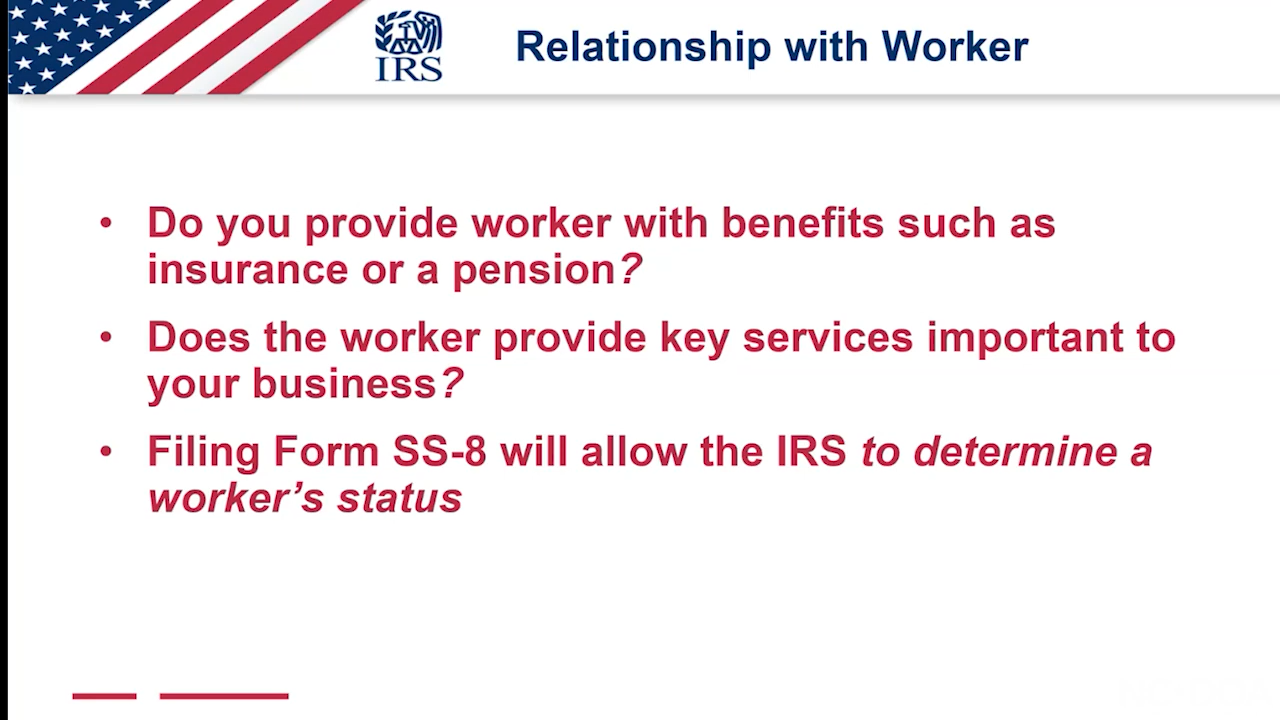 IRS
Relationship with Worker
• Do you provide worker with benefits such as
insurance or a pension?
• Does the worker provide key services important to
your business?
• Filing Form SS-8 will allow the IRS to determine a
worker’s status